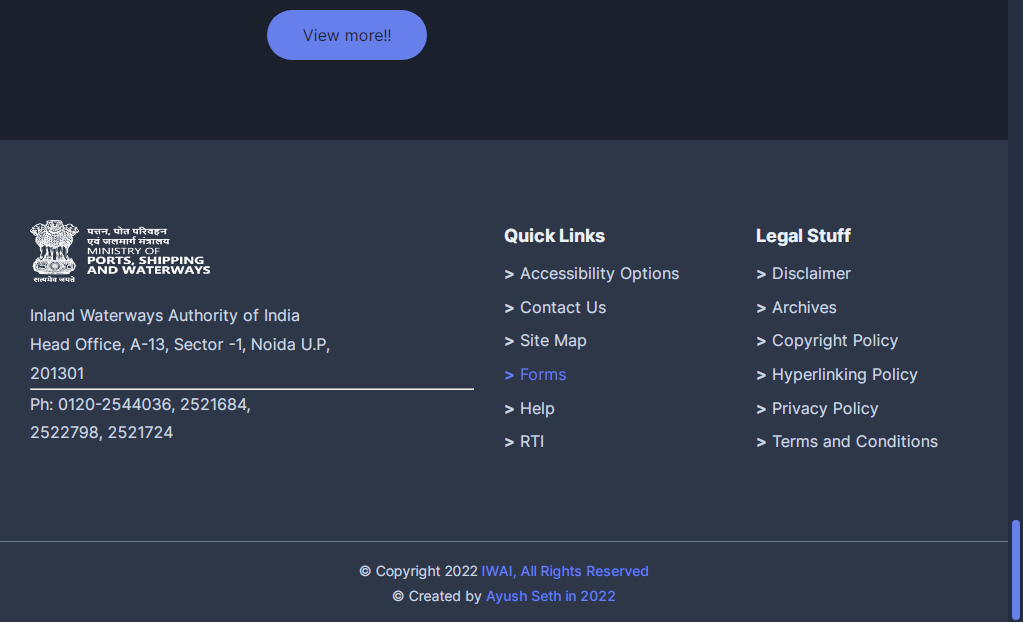 View more!!
पत्तन, पोत परिवहन
एवं जलमार्ग मंत्रालय
MINISTRY OF
PORTS, SHIPPING
AND WATERWAYS
सत्यमेव जयते
Inland Waterways Authority of India
Head Office, A-13, Sector -1, Noida U.P,
201301
Ph: 0120-2544036, 2521684,
2522798, 2521724
Quick Links
> Accessibility Options
> Contact Us
> Site Map
> Forms
> Help
> RTI
Legal Stuff
> Disclaimer
> Archives
> Copyright Policy
> Hyperlinking Policy
> Privacy Policy
> Terms and Conditions
© Copyright 2022 IWAI, All Rights Reserved
© Created by Ayush Seth in 2022